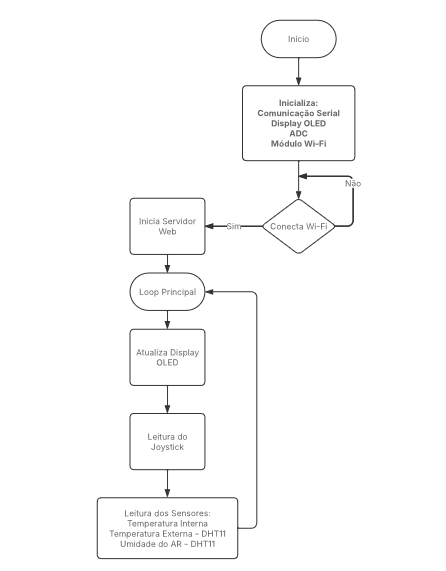 Início
Inicializa:
Comunicação Serial
Display OLED
ADC
Módulo Wi-Fi
Não
Conecta Wi-Fi
Sim
Inicia Servidor
Web
Loop Principal
Atualiza Display
OLED
Leitura do
Joystick
Leitura dos Sensores:
Temperatura Interna
Temperatura Externa - DHT11
Umidade do AR - DHT11